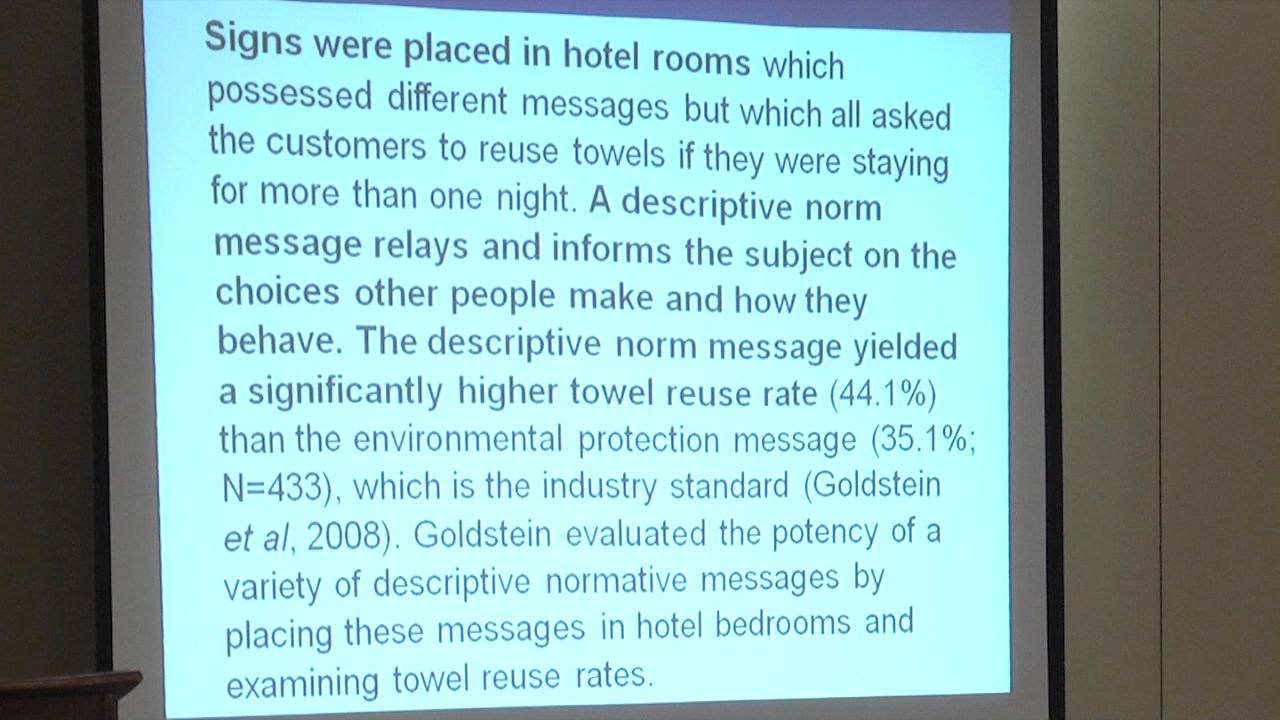 Signs were placed in hotel rooms which
possessed different messages but which all asked
the customers to reuse towels if they were staying
for more than one night. A descriptive norm
message relays and informs the subject on the
choices other people make and how they
behave. The descriptive norm message yielded
a significantly higher towel reuse rate (44.1%)
than the environmental protection message (35.1%;
N=433), which is the industry standard (Goldstein
et al, 2008). Goldstein evaluated the potency of a
variety of descriptive normative messages by
placing these messages in hotel bedrooms and
examining towel reuse rates.